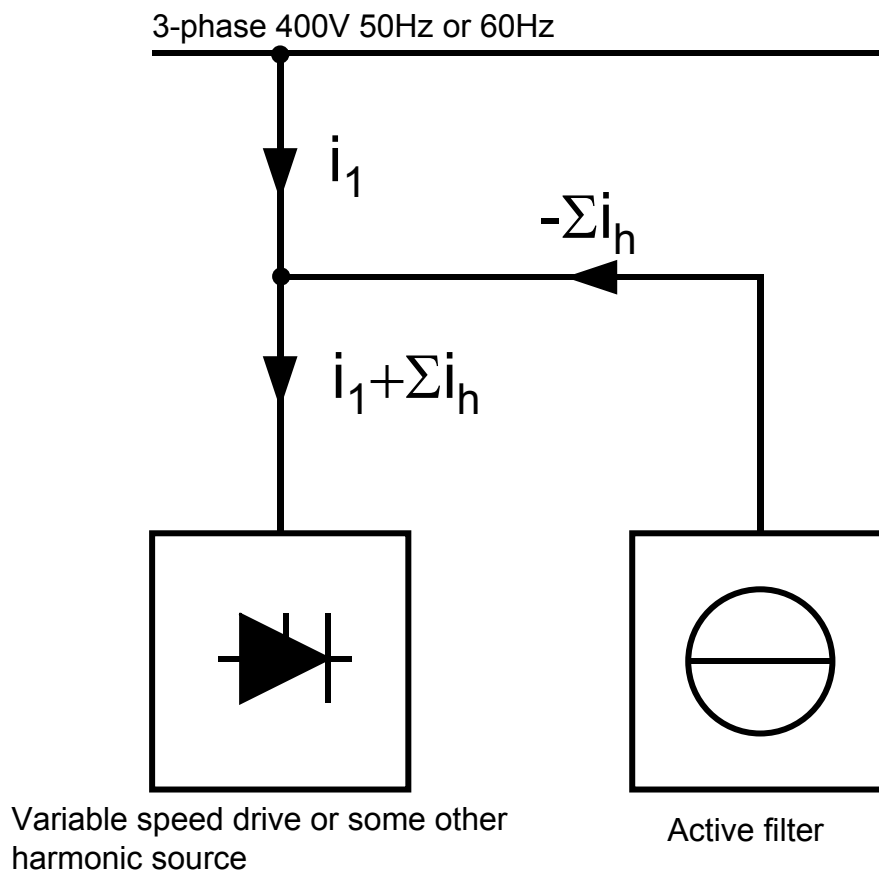 3-phase 400V 50Hz or 60Hz
i₁
-Σiₕ
i₁+Σiₕ
Variable speed drive or some other
harmonic source
Active filter